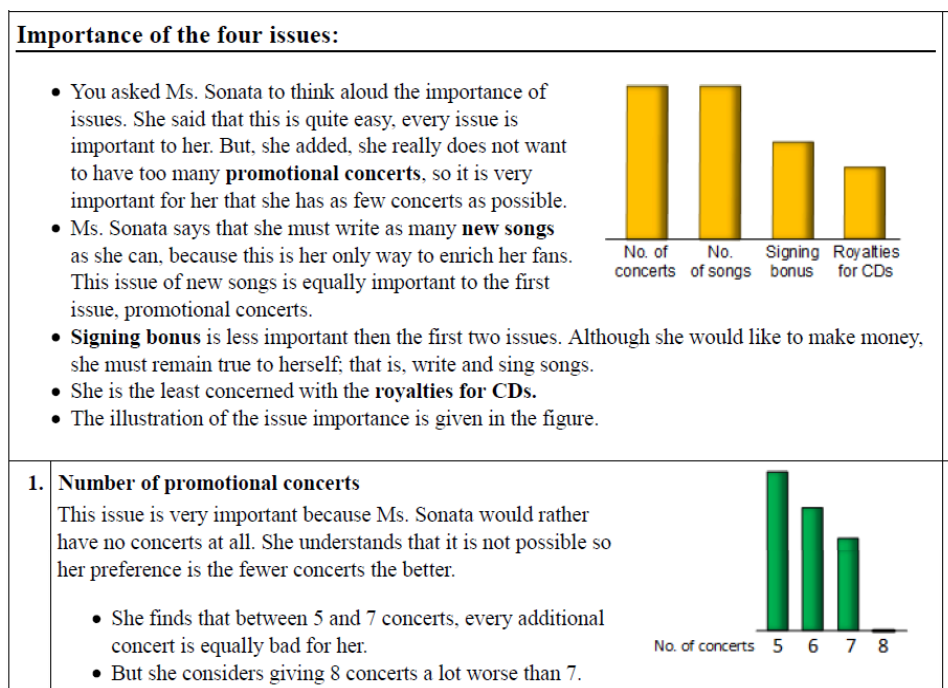 Importance of the four issues:
• You asked Ms. Sonata to think aloud the importance of
issues. She said that this is quite easy, every issue is
important to her. But, she added, she really does not want
to have too many promotional concerts, so it is very
important for her that she has as few concerts as possible.
• Ms. Sonata says that she must write as many new songs
as she can, because this is her only way to enrich her fans.
This issue of new songs is equally important to the first
issue, promotional concerts.
No. of concerts
No. of songs
Signing bonus
Royalties for CDs
• Signing bonus is less important then the first two issues. Although she would like to make money,
she must remain true to herself; that is, write and sing songs.
• She is the least concerned with the royalties for CDs.
• The illustration of the issue importance is given in the figure.
1. Number of promotional concerts
This issue is very important because Ms. Sonata would rather
have no concerts at all. She understands that it is not possible so
her preference is the fewer concerts the better.
• She finds that between 5 and 7 concerts, every additional
concert is equally bad for her.
• But she considers giving 8 concerts a lot worse than 7.
No. of concerts 5 6 7 8